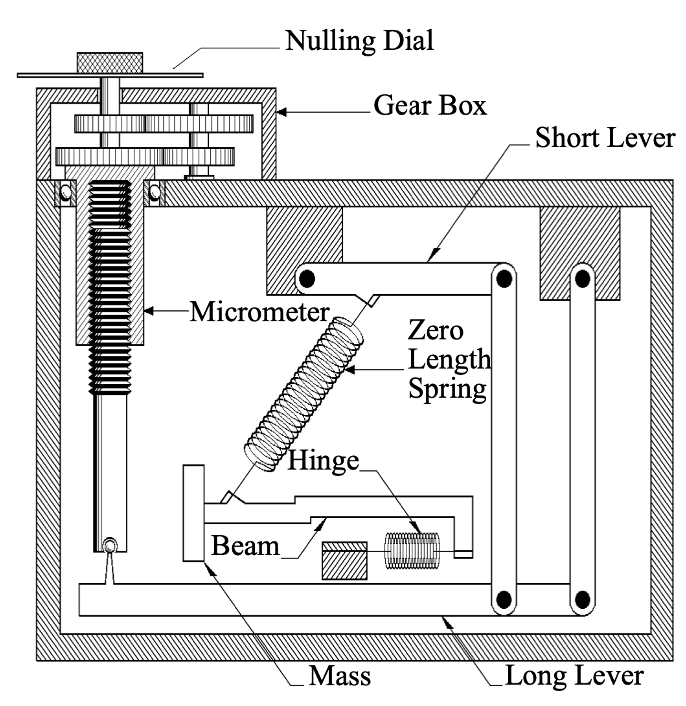 Nulling Dial
Gear Box
Short Lever
Micrometer
Zero
Length
Spring
Hinge
Beam
Mass
Long Lever